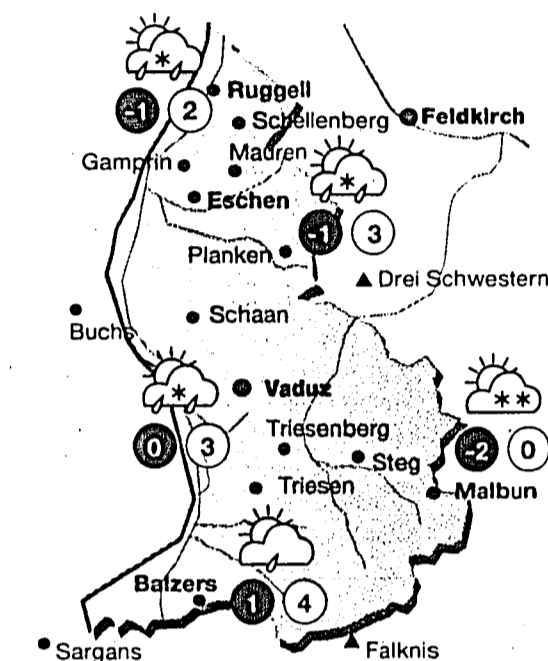 Ruggell
-1 2
Schellenberg
Feldkirch
Gamprin
Mauren
Eschen
-1 3
Planken
Drei Schwestern
Buchs
Schaan
Vaduz
0 3
Triesenberg
Steg
-2 0
Triesen
Malbun
Balzers
1 4
Sargans
Falknis